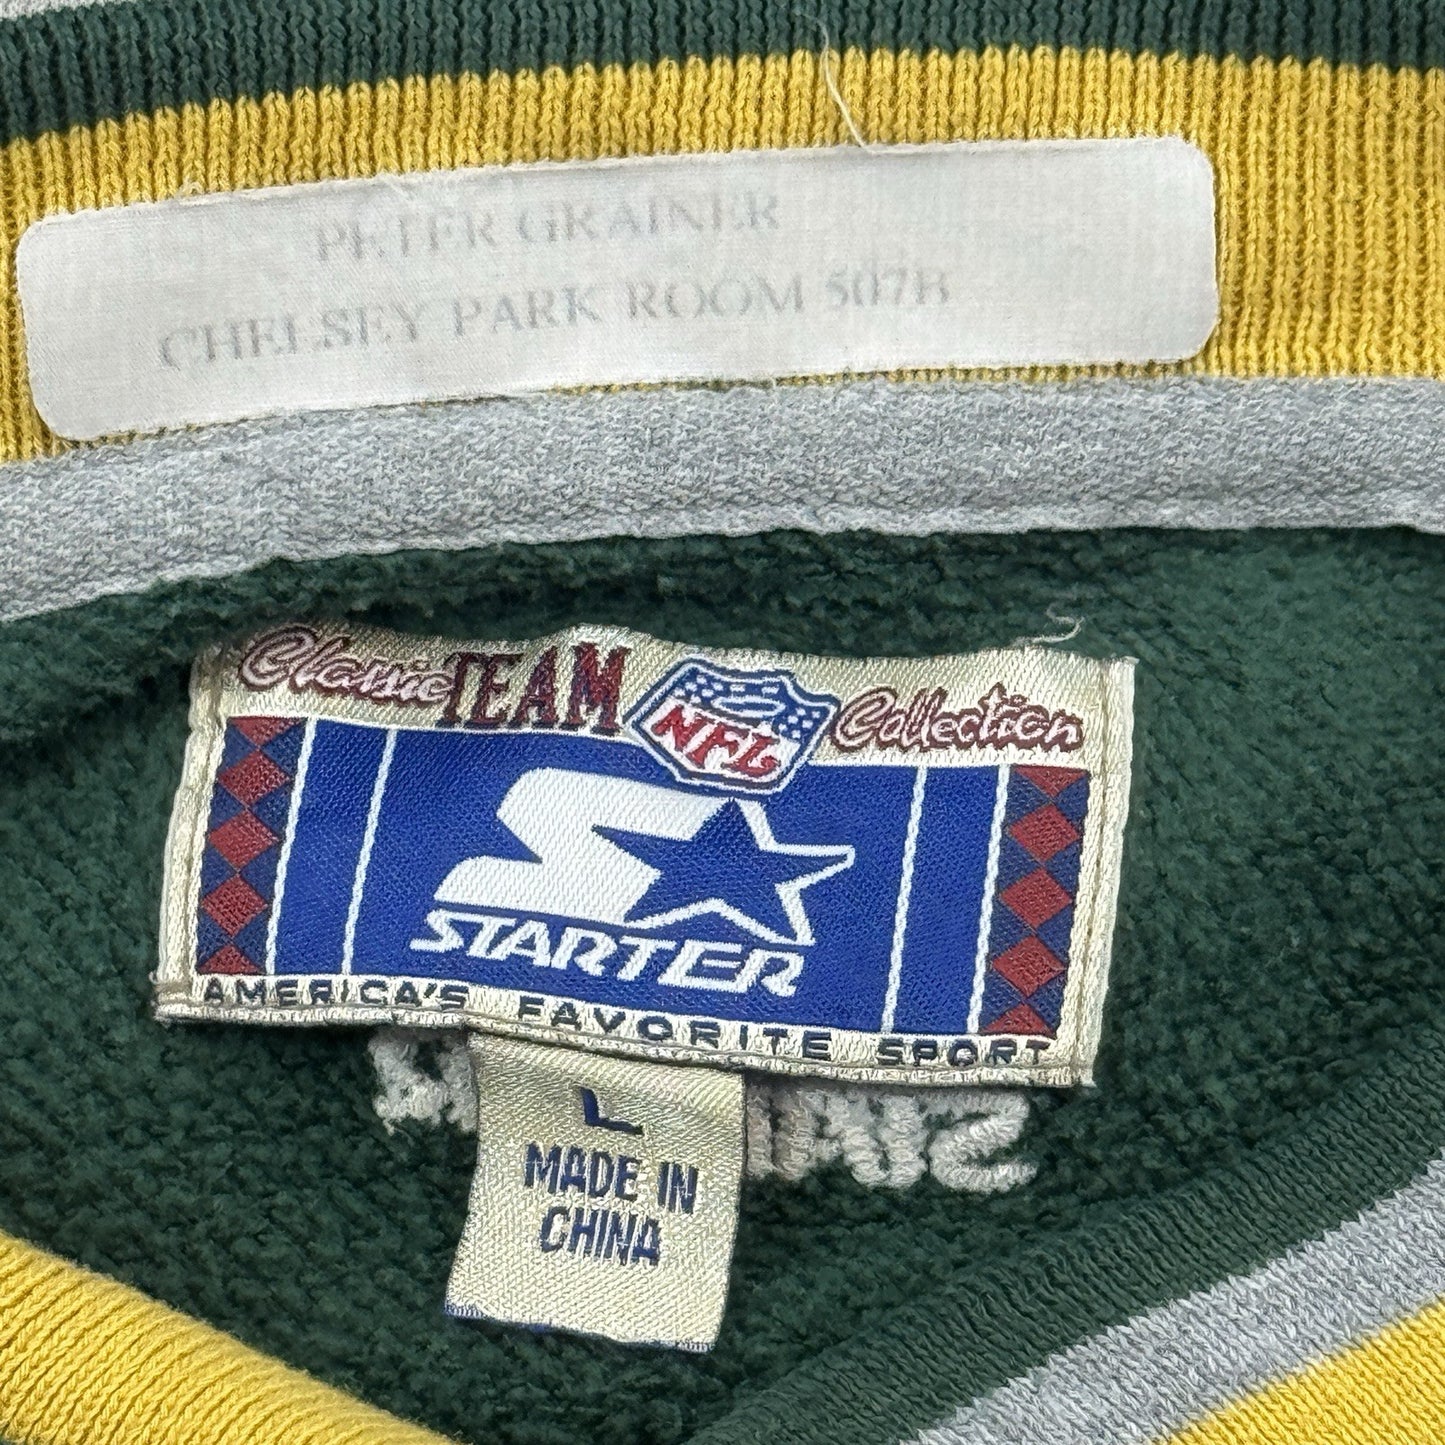 PETER GRAINER
CHELSEY PARK ROOM 507B
Classic TEAM NFL Collection
STARTER
AMERICA'S FAVORITE SPORT
L
MADE IN
CHINA